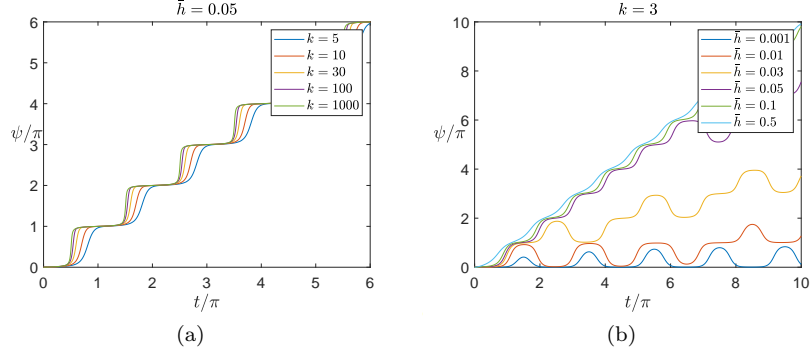 h̄ = 0.05
6
5
4
3
2
1
0
ψ/π
k = 5
k = 10
k = 30
k = 100
k = 1000
0 1 2 3 4 5 6
t/π
(a)
k = 3
10
8
6
4
2
0
ψ/π
h̄ = 0.001
h̄ = 0.01
h̄ = 0.03
h̄ = 0.05
h̄ = 0.1
h̄ = 0.5
0 2 4 6 8 10
t/π
(b)